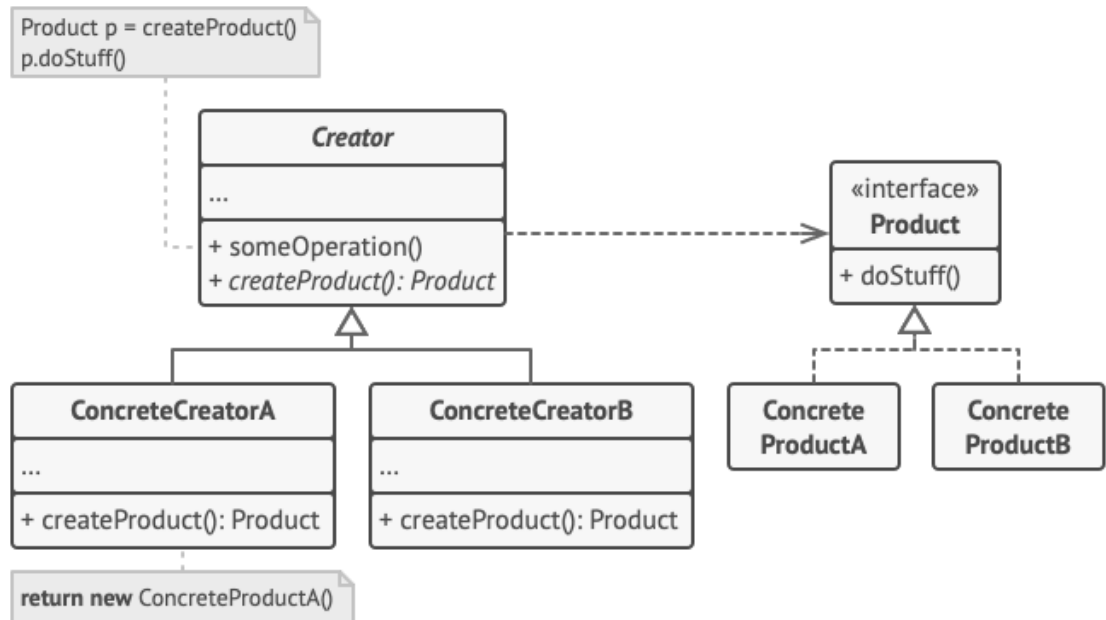 Product p = createProduct()
p.doStuff()
Creator
...
+ someOperation()
+ createProduct(): Product
«interface»
Product
+ doStuff()
ConcreteCreatorA
...
+ createProduct(): Product
ConcreteCreatorB
...
+ createProduct(): Product
Concrete
ProductA
Concrete
ProductB
return new ConcreteProductA()